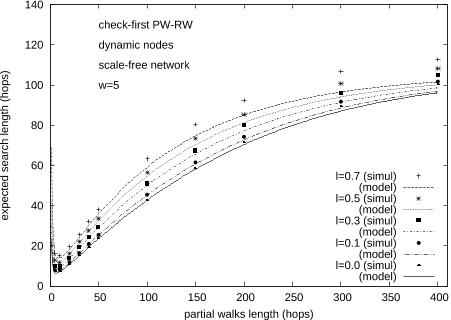 140
120
100
80
60
40
20
0
expected search length (hops)
check-first PW-RW
dynamic nodes
scale-free network
w=5
l=0.7 (simul)
(model)
l=0.5 (simul)
(model)
l=0.3 (simul)
(model)
l=0.1 (simul)
(model)
l=0.0 (simul)
(model)
0 50 100 150 200 250 300 350 400
partial walks length (hops)